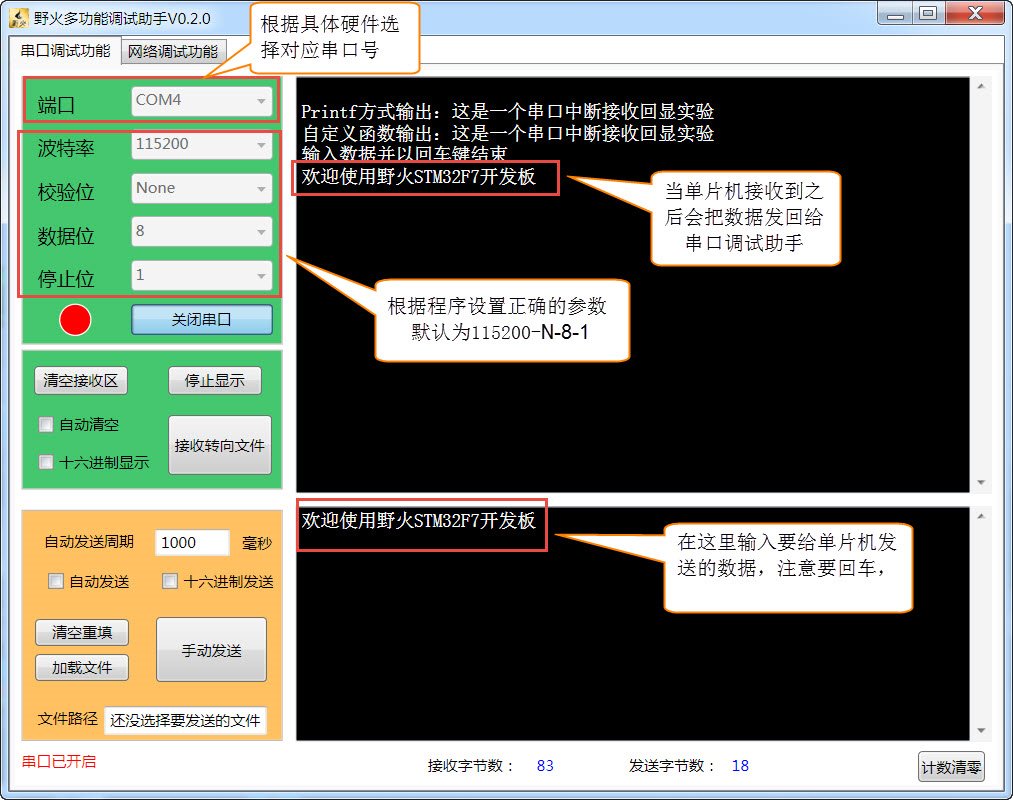 野火多功能调试助手V0.2.0
根据具体硬件选
择对应串口号
串口调试功能
网络调试功能
端口
COM4
波特率
115200
校验位
None
数据位
8
停止位
1
关闭串口
Printf方式输出：这是一个串口中断接收回显实验
自定义函数输出：这是一个串口中断接收回显实验
输入数据并以回车键结束
欢迎使用野火STM32F7开发板
当单片机接收到之
后会把数据发回给
串口调试助手
根据程序设置正确的参数
默认为115200-N-8-1
清空接收区
停止显示
自动清空
十六进制显示
接收转向文件
欢迎使用野火STM32F7开发板
在这里输入要给单片机发
送的数据，注意要回车，
自动发送周期
1000
毫秒
自动发送
十六进制发送
清空重填
加载文件
手动发送
文件路径
还没选择要发送的文件
串口已开启
接收字节数： 83
发送字节数： 18
计数清零